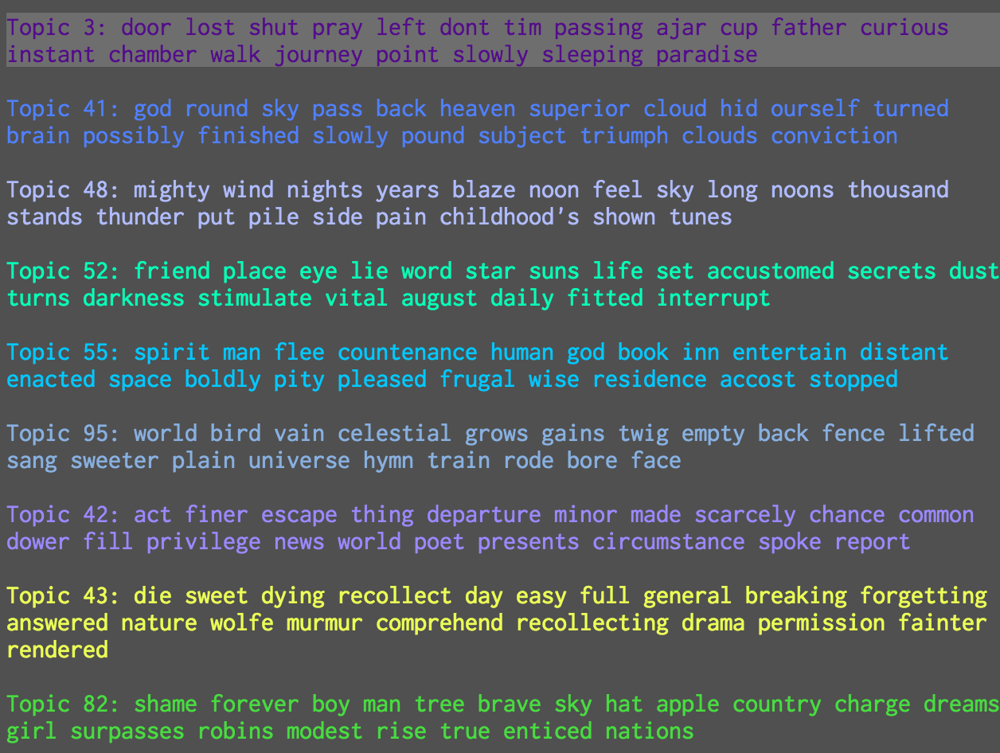 Topic 3: door lost shut pray left dont tim passing ajar cup father curious
instant chamber walk journey point slowly sleeping paradise
Topic 41: god round sky pass back heaven superior cloud hid ourself turned
brain possibly finished slowly pound subject triumph clouds conviction
Topic 48: mighty wind nights years blaze noon feel sky long noons thousand
stands thunder put pile side pain childhood's shown tunes
Topic 52: friend place eye lie word star suns life set accustomed secrets dust
turns darkness stimulate vital august daily fitted interrupt
Topic 55: spirit man flee countenance human god book inn entertain distant
enacted space boldly pity pleased frugal wise residence accost stopped
Topic 95: world bird vain celestial grows gains twig empty back fence lifted
sang sweeter plain universe hymn train rode bore face
Topic 42: act finer escape thing departure minor made scarcely chance common
dower fill privilege news world poet presents circumstance spoke report
Topic 43: die sweet dying recollect day easy full general breaking forgetting
answered nature wolfe murmur comprehend recollecting drama permission fainter
rendered
Topic 82: shame forever boy man tree brave sky hat apple country charge dreams
girl surpasses robins modest rise true enticed nations